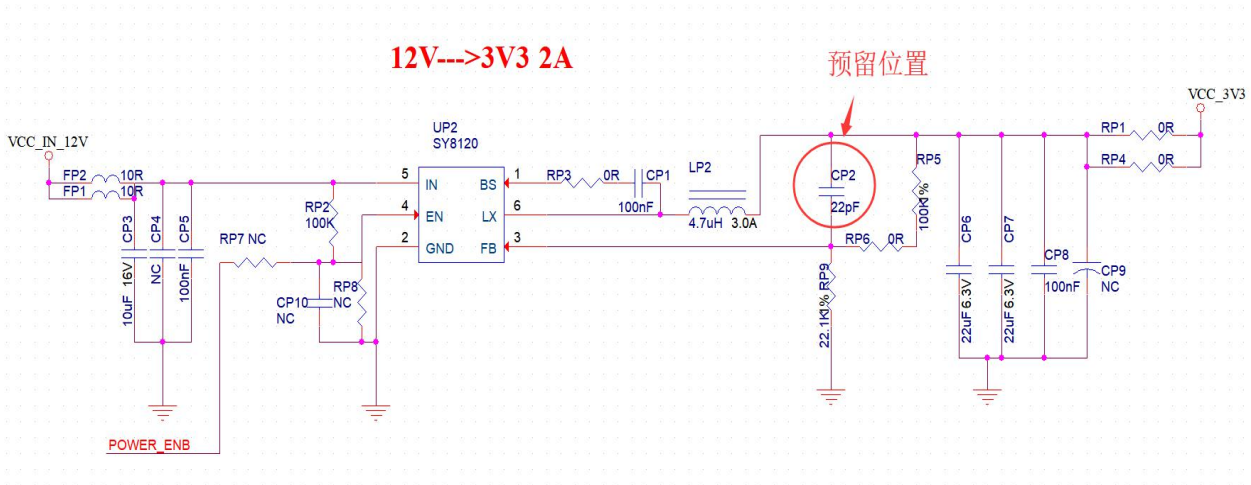 12V--->3V3 2A
预留位置
VCC_3V3
VCC_IN_12V
UP2
SY8120
RP1 0R
RP4 0R
FP2 10R
FP1 10R
5 IN
BS 1
RP3 0R
CP1
100nF
LP2
4.7uH 3.0A
CP2
22pF
RP5
100K1%
4 EN
LX 6
2 GND
FB 3
RP2
100K
RP6 0R
RP7 NC
CP3
10uF 16V
CP4
NC
CP5
100nF
CP10
NC
RP8
NC
RP9
22.1K1%
CP6
22uF 6.3V
CP7
22uF 6.3V
CP8
100nF
CP9
NC
POWER_ENB